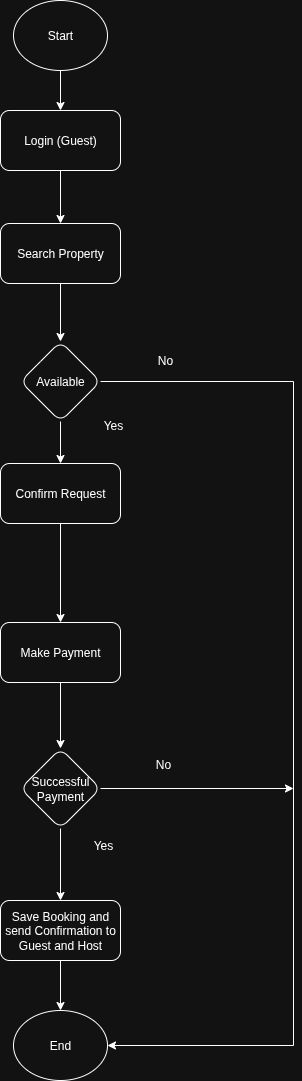 Start
Login (Guest)
Search Property
Available
No
Yes
Confirm Request
Make Payment
Successful
Payment
No
Yes
Save Booking and
send Confirmation to
Guest and Host
End